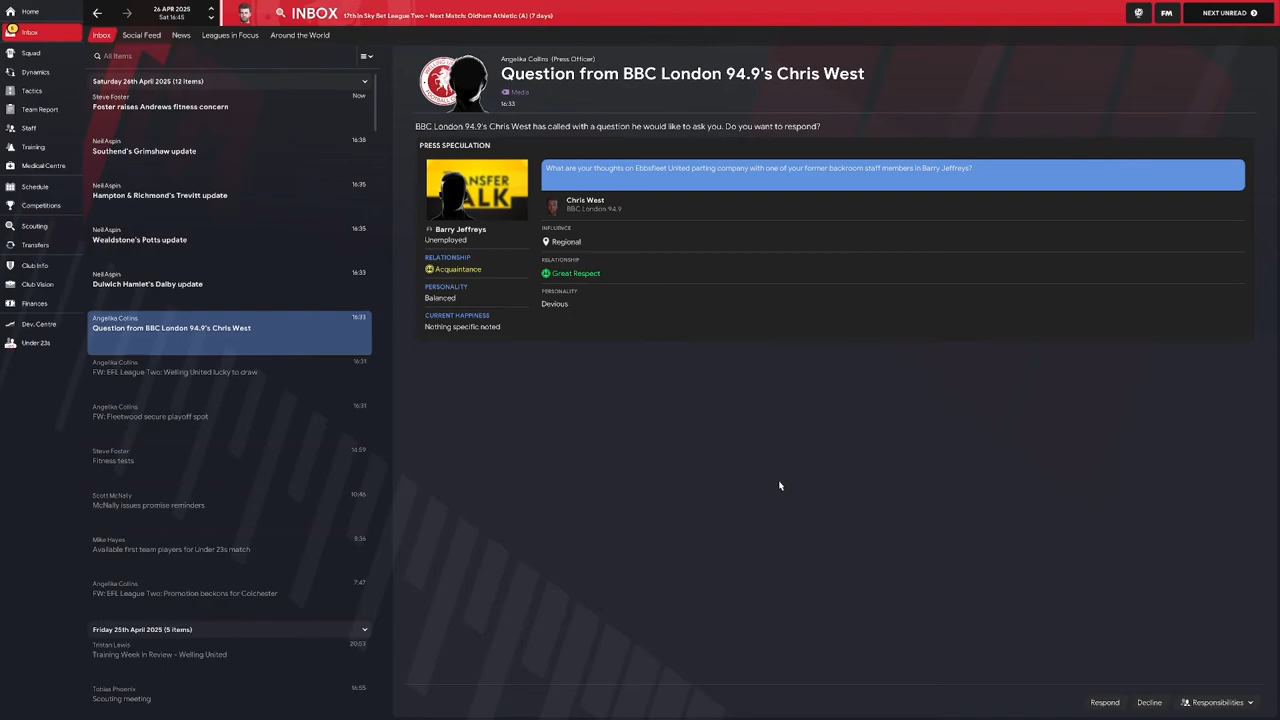 Home
Inbox
Squad
Dynamics
Tactics
Team Report
Staff
Training
Medical Centre
Schedule
Competitions
Scouting
Transfers
Club Info
Club Vision
Finances
Dev. Centre
Under 23s
26 APR 2025
Sat 16:45
INBOX
17th in Sky Bet League Two - Next Match: Oldham Athletic (A) (7 days)
FM
NEXT UNREAD
Inbox
Social Feed
News
Leagues in Focus
Around the World
All Items
Saturday 26th April 2025 (12 items)
Steve Foster
Now
Foster raises Andrews fitness concern
Neil Aspin
16:38
Southend's Grimshaw update
Neil Aspin
16:35
Hampton & Richmond's Trevitt update
Neil Aspin
16:35
Wealdstone's Potts update
Neil Aspin
16:33
Dulwich Hamlet's Dalby update
Angelika Collins
16:33
Question from BBC London 94.9's Chris West
Angelika Collins
16:31
FW: EFL League Two: Welling United lucky to draw
Angelika Collins
16:31
FW: Fleetwood secure playoff spot
Steve Foster
14:59
Fitness tests
Scott McNally
10:46
McNally issues promise reminders
Mike Hayes
8:36
Available first team players for Under 23s match
Angelika Collins
7:47
FW: EFL League Two: Promotion beckons for Colchester
Friday 25th April 2025 (5 items)
Tristan Lewis
20:53
Training Week In Review - Welling United
Tobias Phoenix
16:55
Scouting meeting
Angelika Collins (Press Officer)
Question from BBC London 94.9's Chris West
Media
16:33
BBC London 94.9's Chris West has called with a question he would like to ask you. Do you want to respond?
PRESS SPECULATION
TRANSFER
TALK
What are your thoughts on Ebbsfleet United parting company with one of your former backroom staff members in Barry Jeffreys?
Chris West
BBC London 94.9
Barry Jeffreys
Unemployed
RELATIONSHIP
Acquaintance
PERSONALITY
Balanced
CURRENT HAPPINESS
Nothing specific noted
INFLUENCE
Regional
RELATIONSHIP
Great Respect
PERSONALITY
Devious
Respond
Decline
Responsibilities